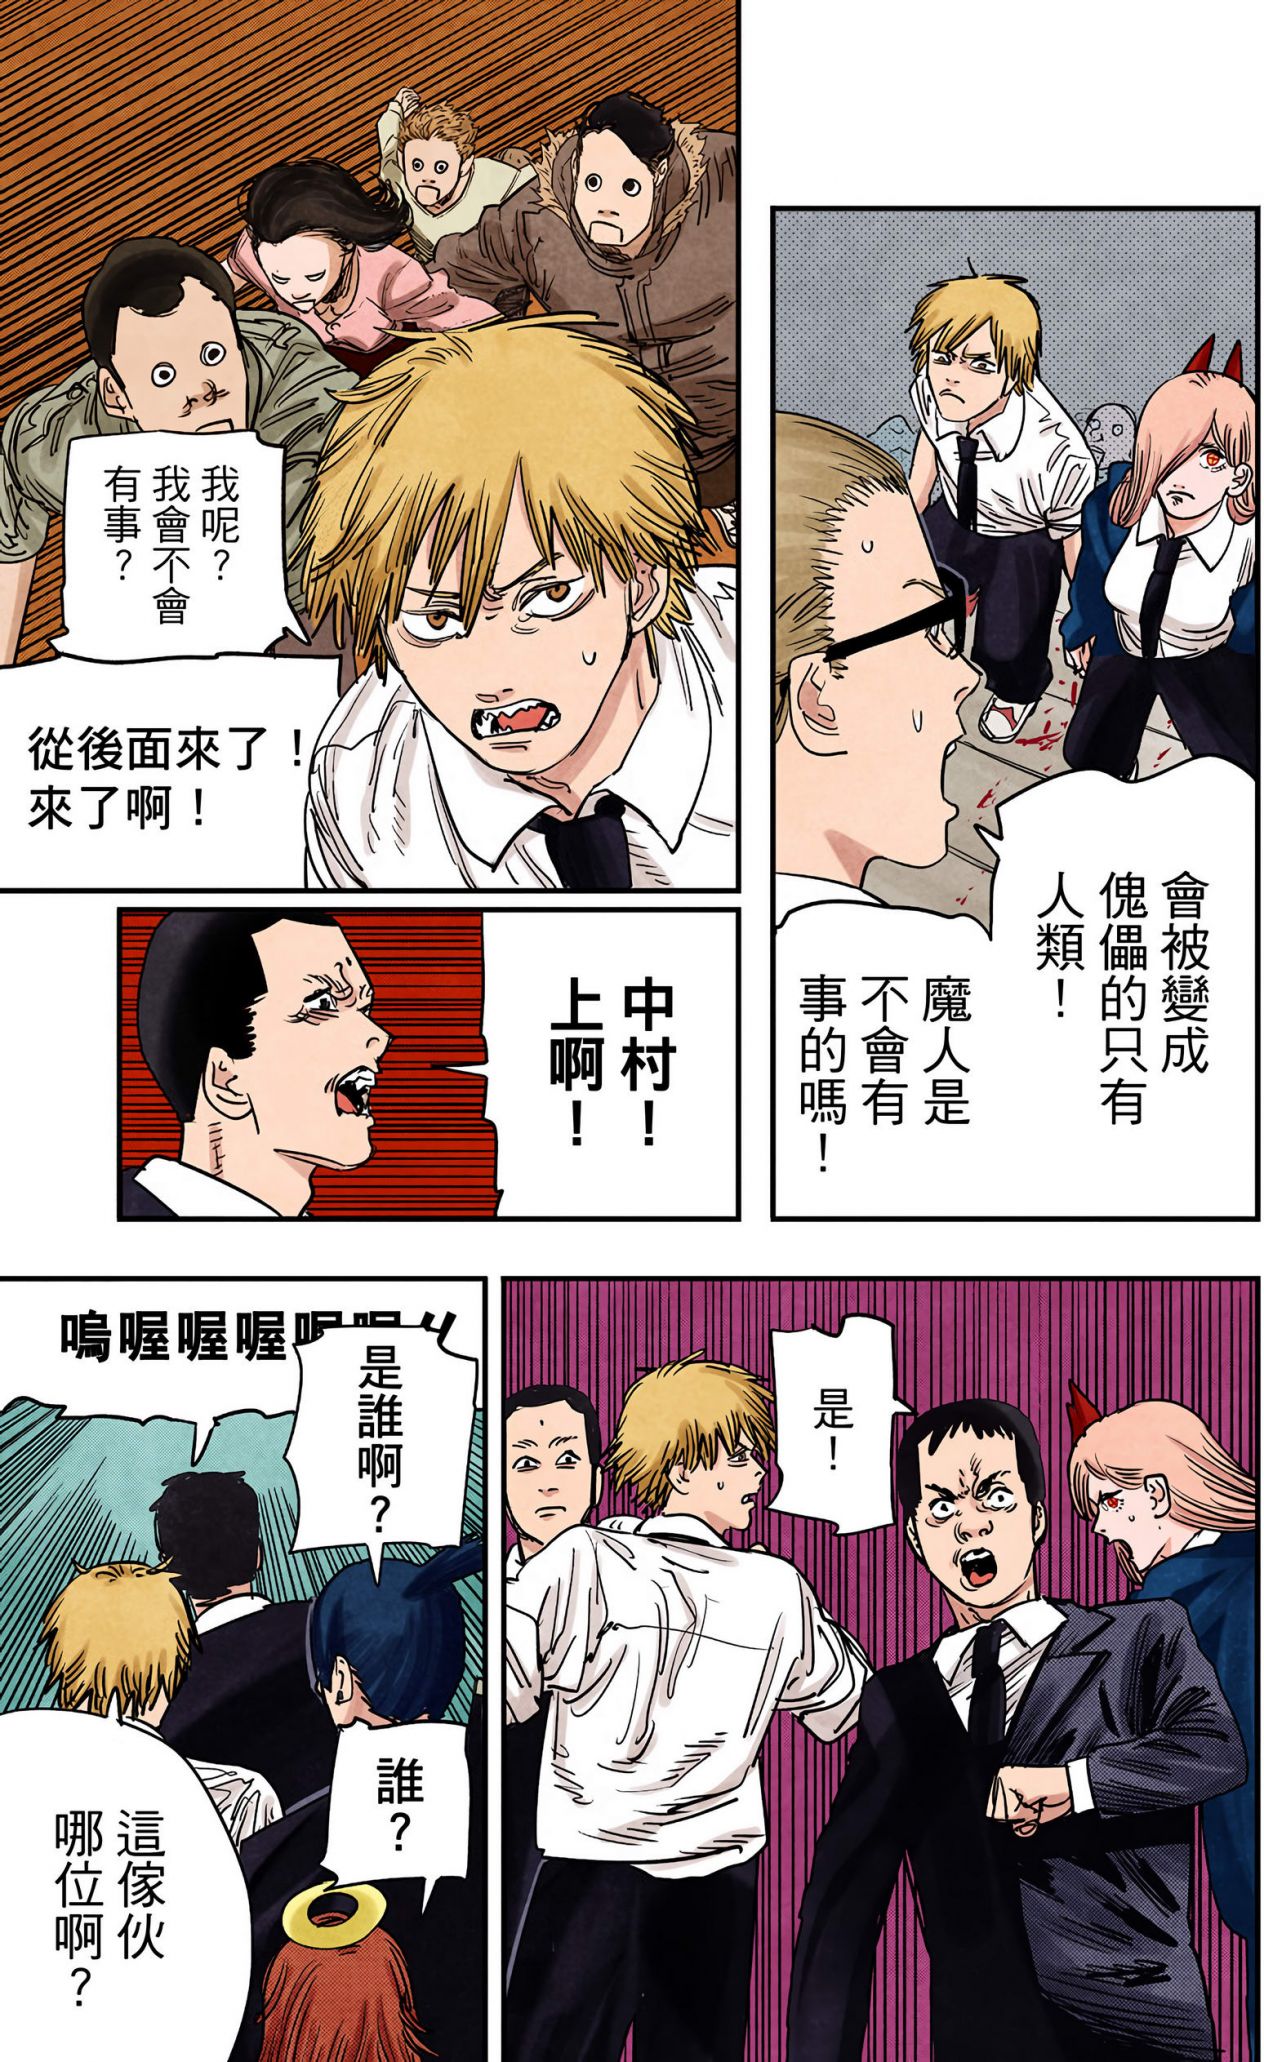 會被變成
傀儡的只有
人類！
魔人是
不會有
事的嗎！
我呢？
我會不會
有事？
從後面來了！
來了啊！
中村！
上啊！
是！
嗚喔喔喔喔喔
是誰啊？
誰？
這傢伙
哪位啊？